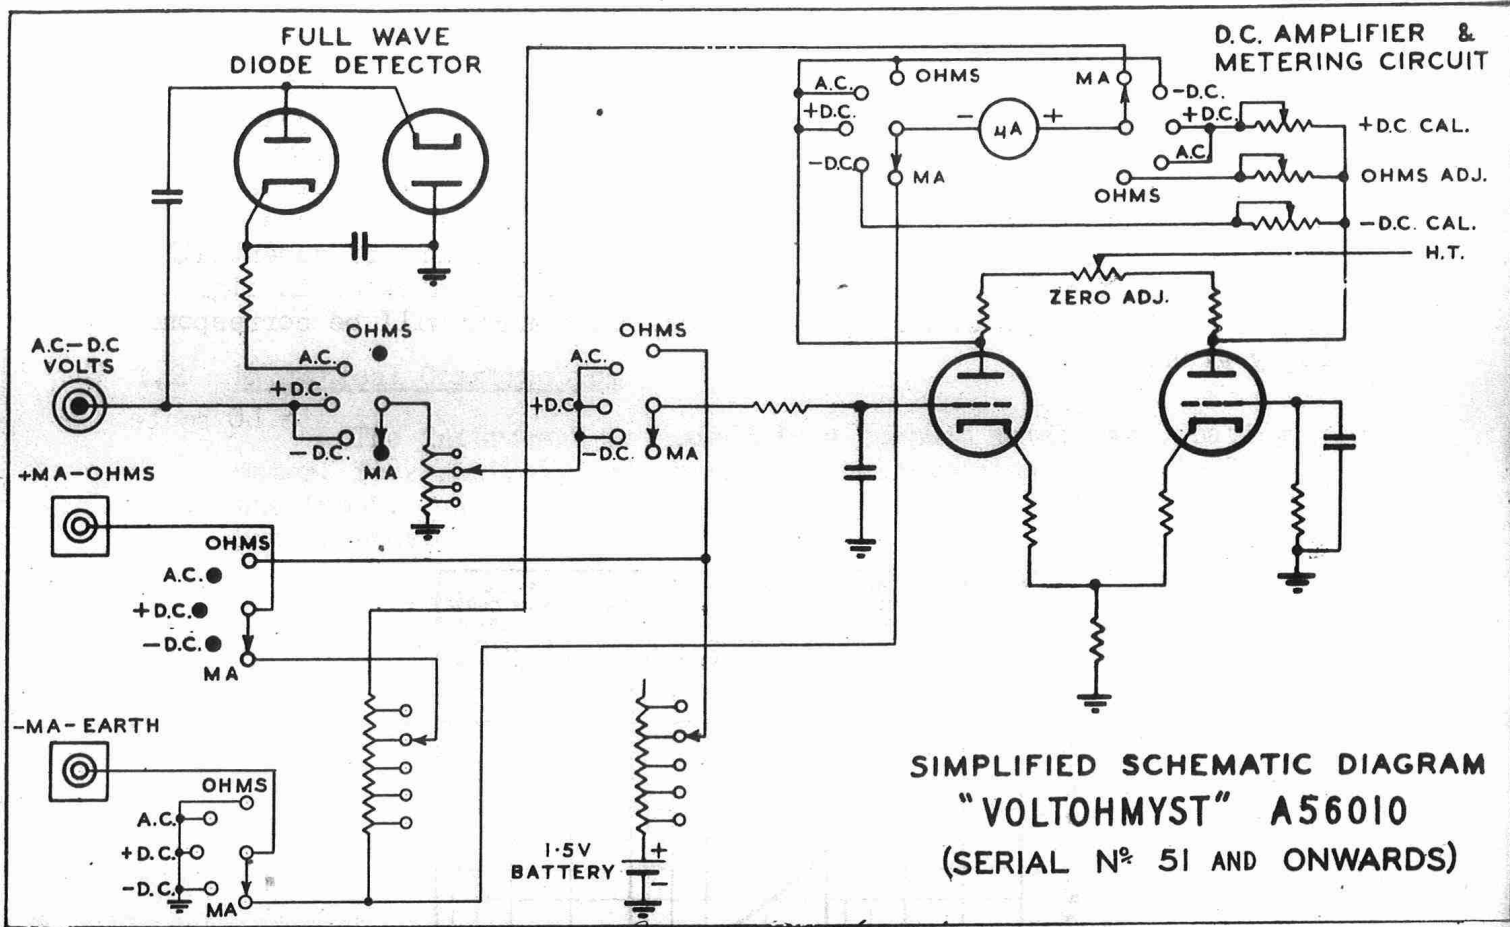 FULL WAVE
DIODE DETECTOR
D.C. AMPLIFIER &
METERING CIRCUIT
A.C.
OHMS
MA
-D.C.
+D.C.
+D.C.
- µA +
+D.C. CAL.
A.C.
-D.C.
MA
OHMS
OHMS ADJ.
-D.C. CAL.
H.T.
ZERO ADJ.
A.C.-D.C
VOLTS
OHMS
A.C.
+D.C.
-D.C.
MA
OHMS
A.C.
+D.C
-D.C.
MA
+MA-OHMS
OHMS
A.C.
+D.C.
-D.C.
MA
-MA-EARTH
OHMS
A.C.
+D.C.
-D.C.
MA
1·5V
BATTERY
+
-
SIMPLIFIED SCHEMATIC DIAGRAM
"VOLTOHMYST" A56010
(SERIAL Nº 51 AND ONWARDS)